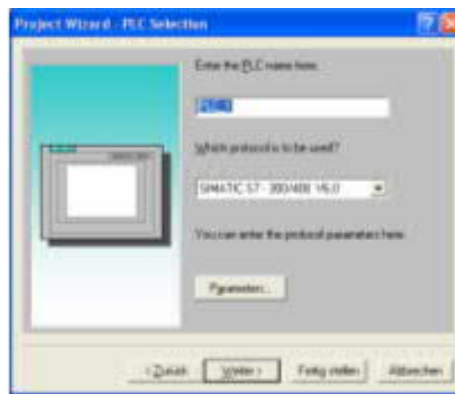 Project Wizard - PLC Selection
Enter the PLC name here.
PLC_1
Which protocol is to be used?
SIMATIC S7 - 300/400 V6.0
You can enter the protocol parameters here.
Parameters...
< Zurück
Weiter >
Fertig stellen
Abbrechen